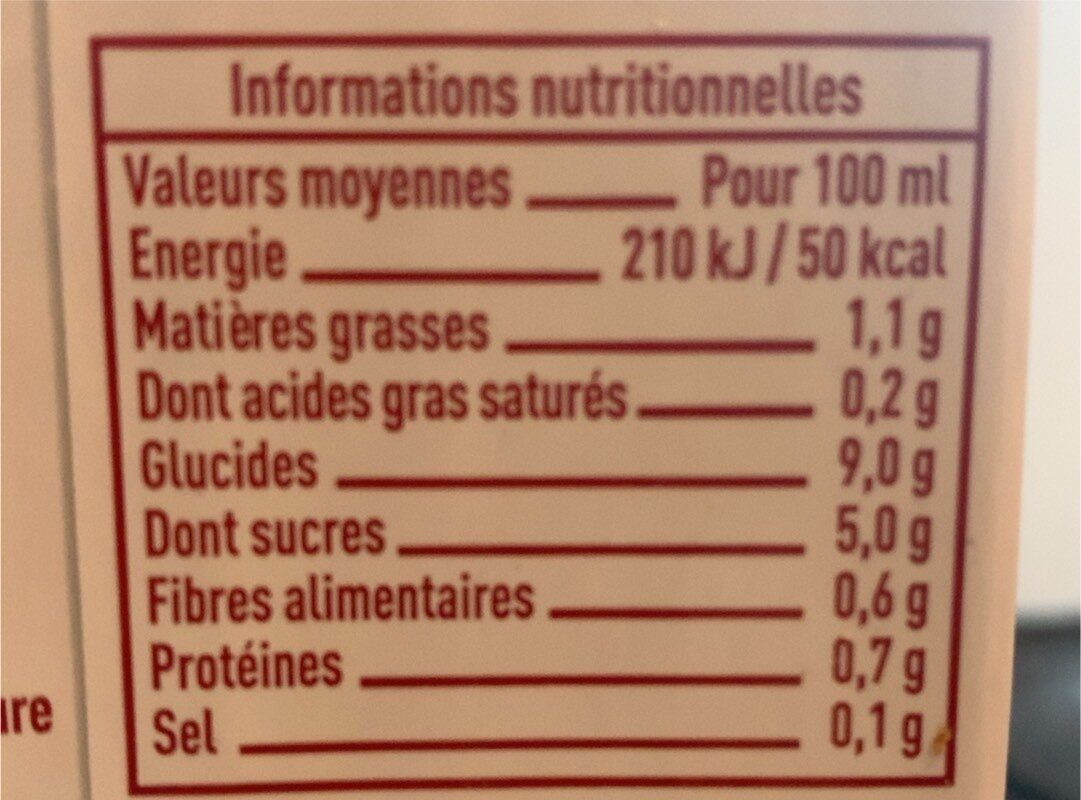 Informations nutritionnelles
Valeurs moyennes Pour 100 ml
Energie 210 kJ / 50 kcal
Matières grasses 1,1 g
Dont acides gras saturés 0,2 g
Glucides 9,0 g
Dont sucres 5,0 g
Fibres alimentaires 0,6 g
Protéines 0,7 g
Sel 0,1 g